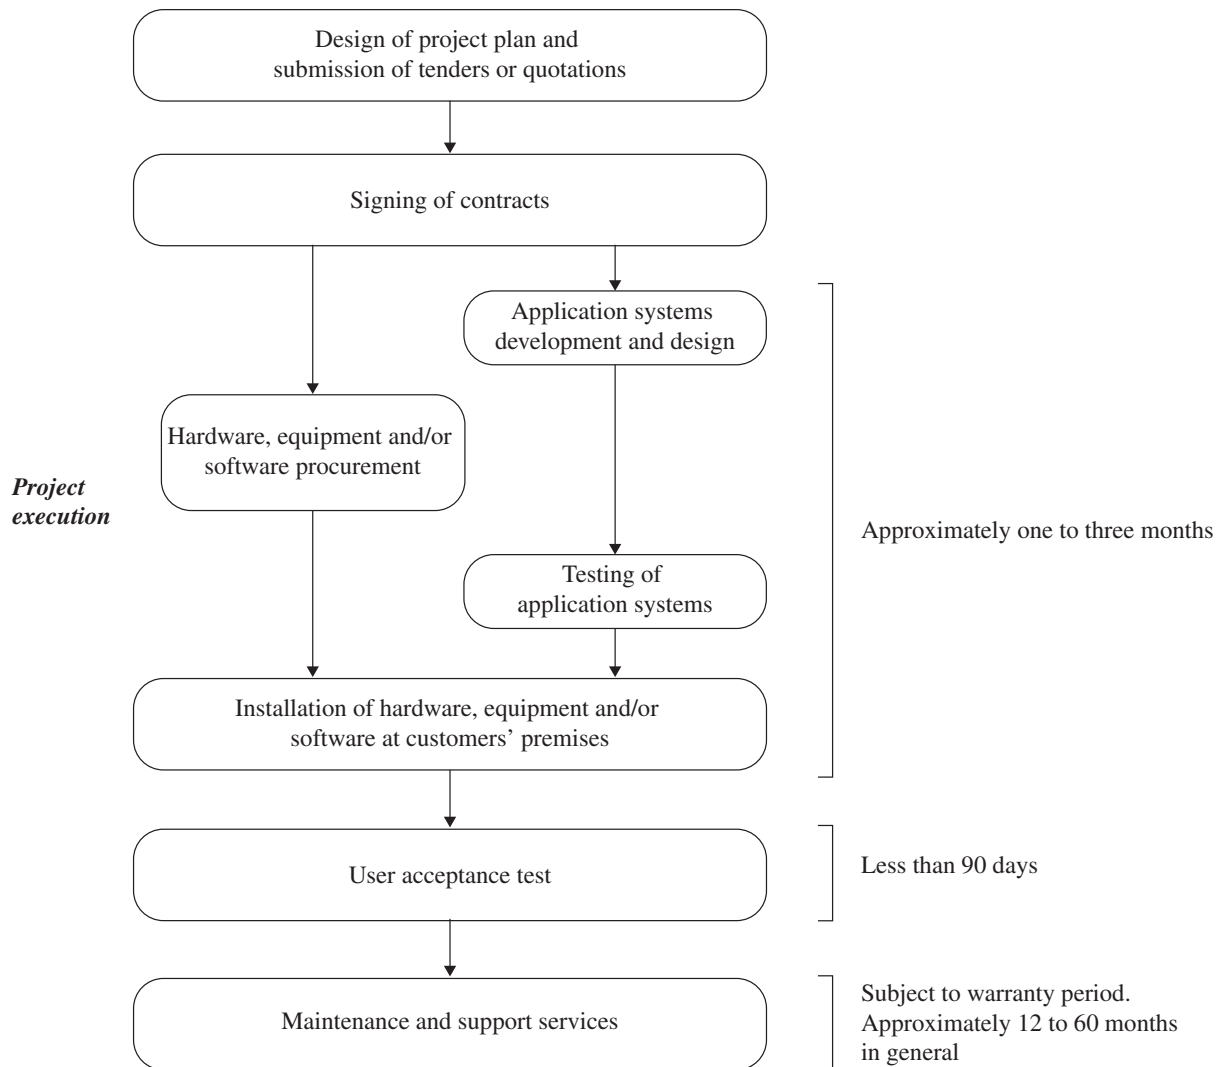 Design of project plan and
submission of tenders or quotations
Signing of contracts
Application systems
development and design
Hardware, equipment and/or
software procurement
Project
execution
Approximately one to three months
Testing of
application systems
Installation of hardware, equipment and/or
software at customers’ premises
User acceptance test
Less than 90 days
Maintenance and support services
Subject to warranty period.
Approximately 12 to 60 months
in general